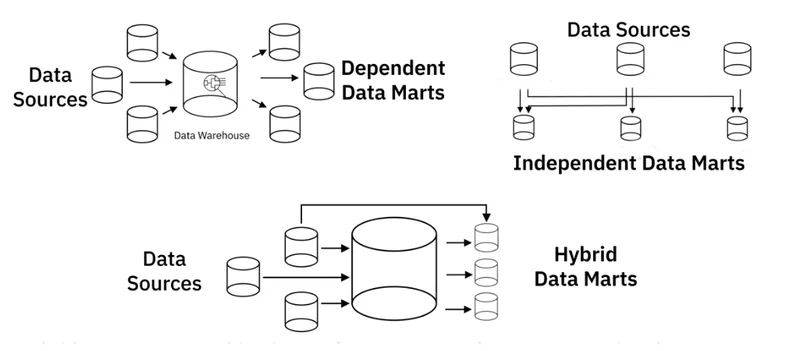 Data
Sources
Data Warehouse
Dependent
Data Marts
Data Sources
Independent Data Marts
Data
Sources
Hybrid
Data Marts